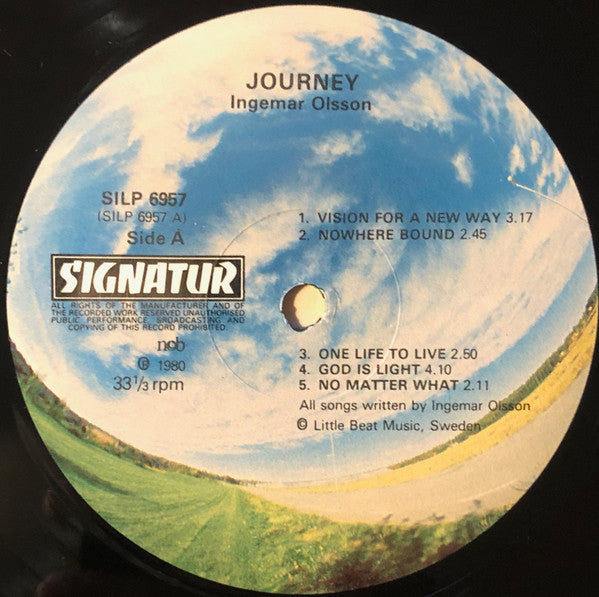 JOURNEY
Ingemar Olsson
SILP 6957
(SILP 6957 A)
Side A
SIGNATUR
ALL RIGHTS OF THE MANUFACTURER AND OF
THE RECORDED WORK RESERVED UNAUTHORISED
PUBLIC PERFORMANCE, BROADCASTING AND
COPYING OF THIS RECORD PROHIBITED.
ncb
℗ 1980
33 1/3 rpm
1. VISION FOR A NEW WAY 3.17
2. NOWHERE BOUND 2.45
3. ONE LIFE TO LIVE 2.50
4. GOD IS LIGHT 4.10
5. NO MATTER WHAT 2.11
All songs written by Ingemar Olsson
© Little Beat Music, Sweden